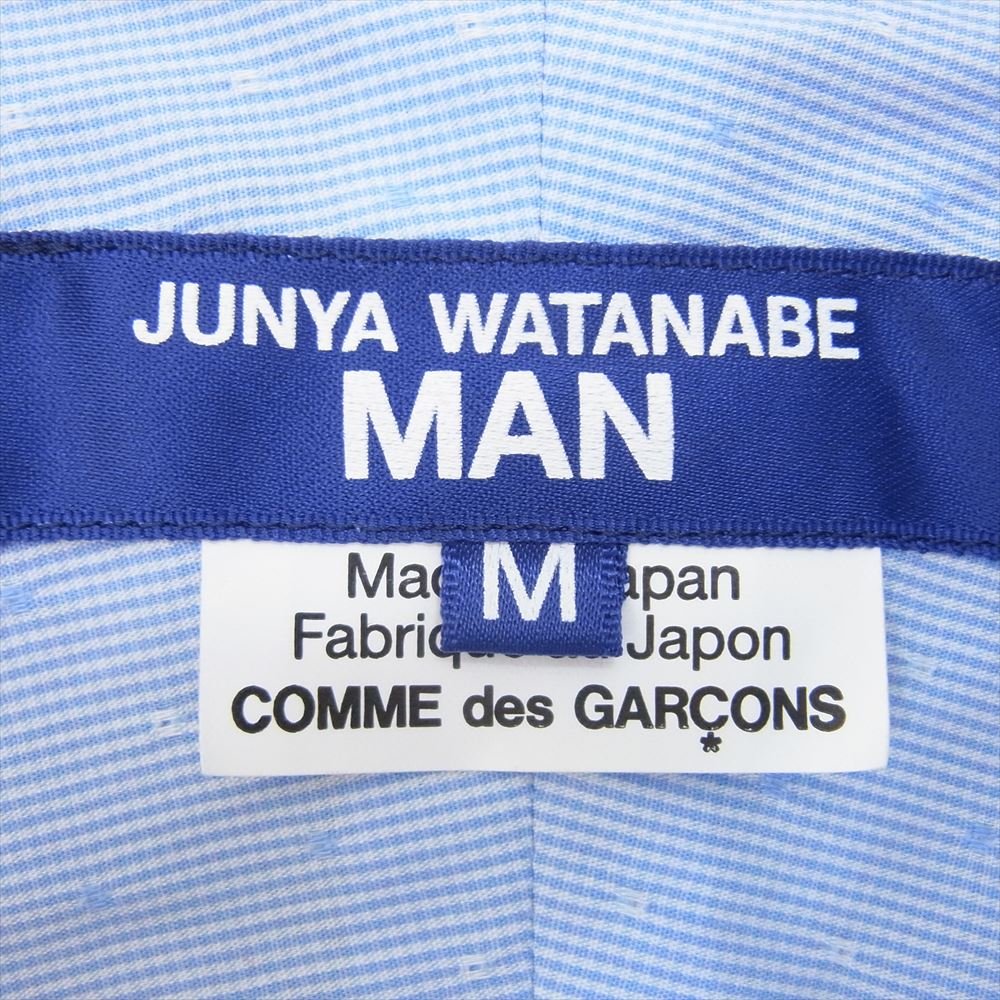 JUNYA WATANABE
MAN
M
COMME des GARÇONS
Japon